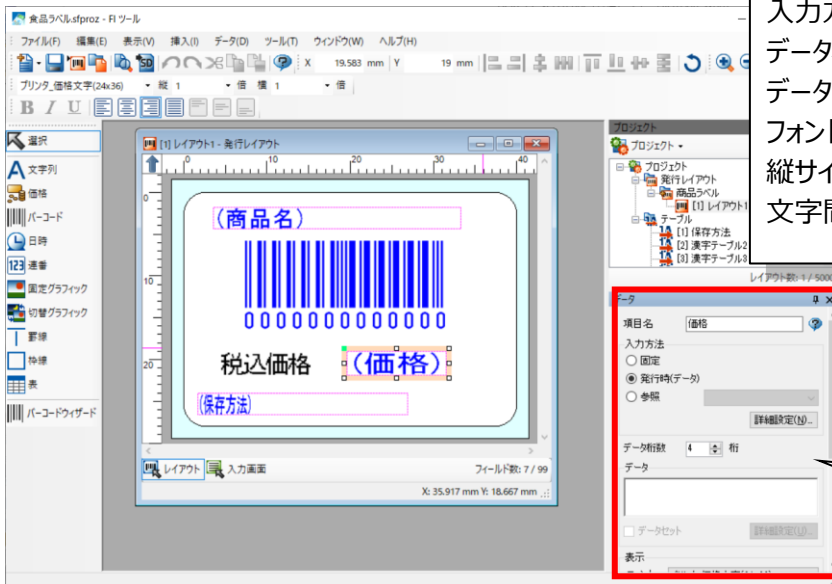 食品ラベル.sfproz - FI ツール
ファイル(F) 編集(E) 表示(V) 挿入(I) データ(D) ツール(T) ウィンドウ(W) ヘルプ(H)
X 19.583 mm Y 19 mm
プリンタ_価格文字(24x36) 縦 1 倍 横 1 倍
B I U
選択
文字列
価格
バーコード
日時
123 連番
固定グラフィック
切替グラフィック
罫線
枠線
表
バーコードウィザード
[1] レイアウト1 - 発行レイアウト
0 10 20 30 40
0
10
20
(商品名)
0000000000000
税込価格 (価格)
(保存方法)
レイアウト 入力画面 フィールド数: 7 / 99
X: 35.917 mm Y: 18.667 mm
プロジェクト
プロジェクト
プロジェクト
発行レイアウト
商品ラベル
[1] レイアウト1
テーブル
[1] 保存方法
[2] 漢字テーブル2
[3] 漢字テーブル3
レイアウト数: 1 / 5000
データ
項目名 価格
入力方法
固定
発行時(データ)
参照
詳細設定(N)...
データ桁数 4 桁
データ
データセット 詳細設定(U)...
表示
データ
データ
フォン
縦サイ